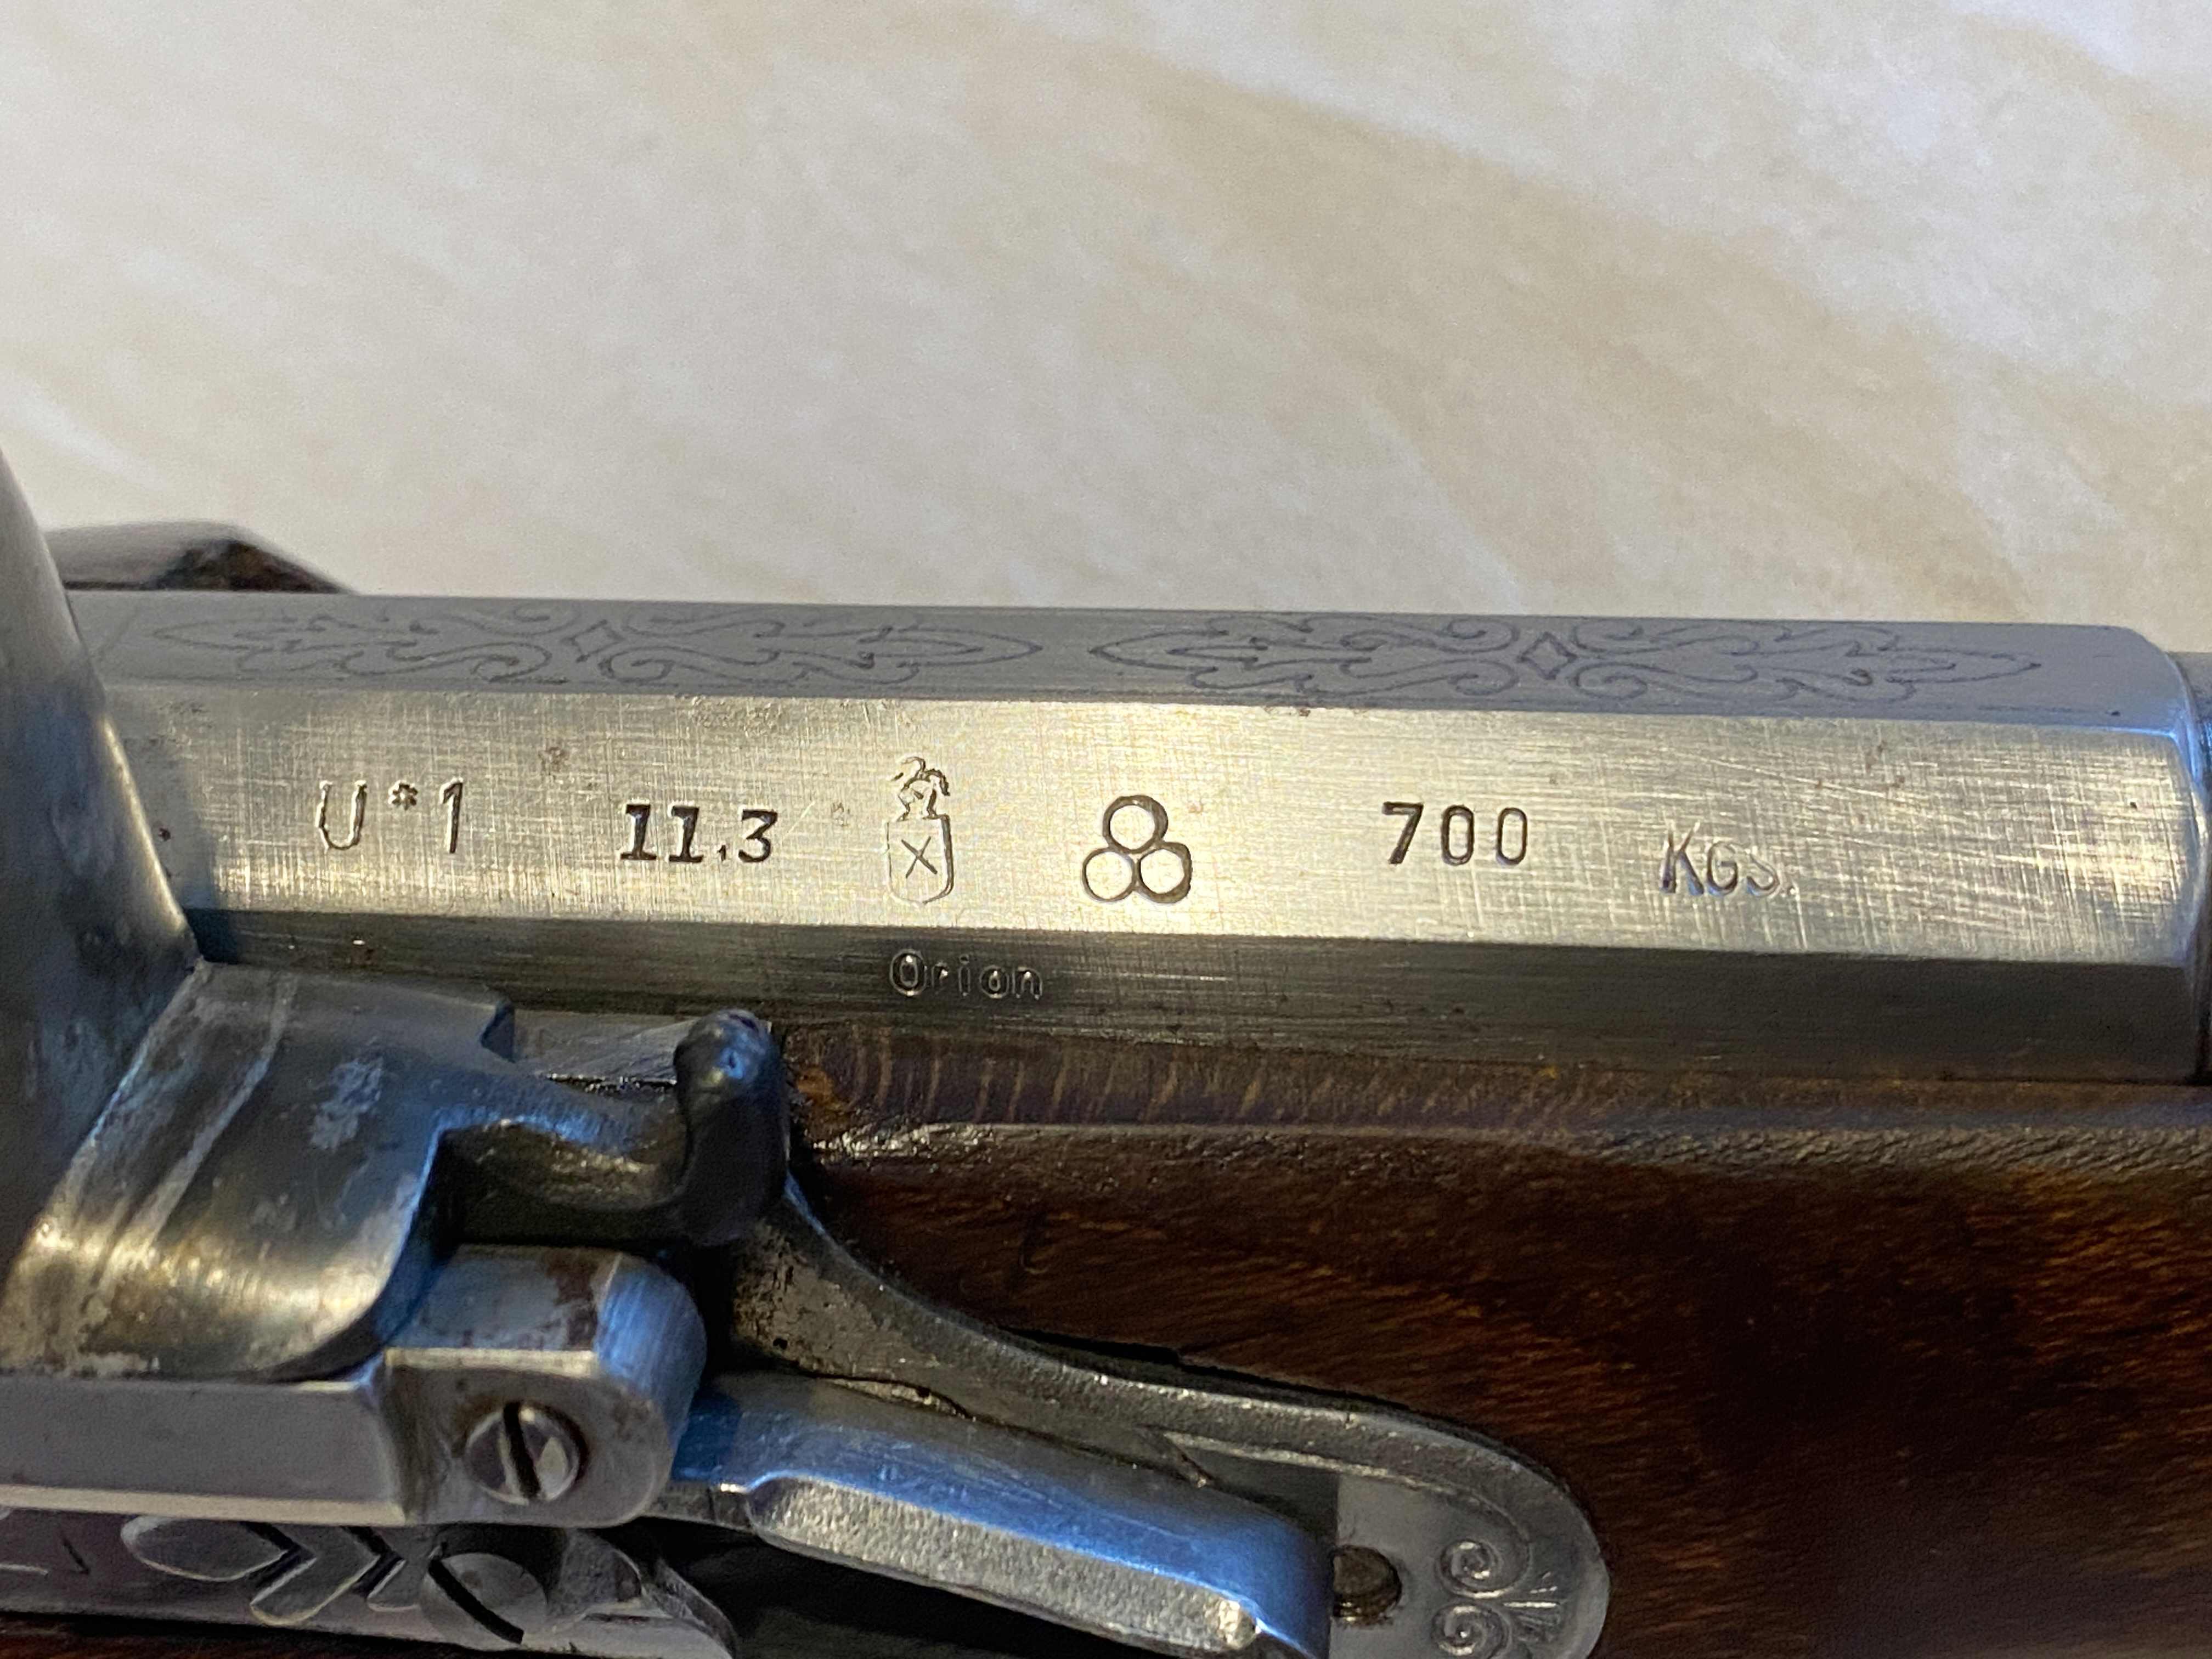 U*1 11.3 X 700 KGS.
Orion